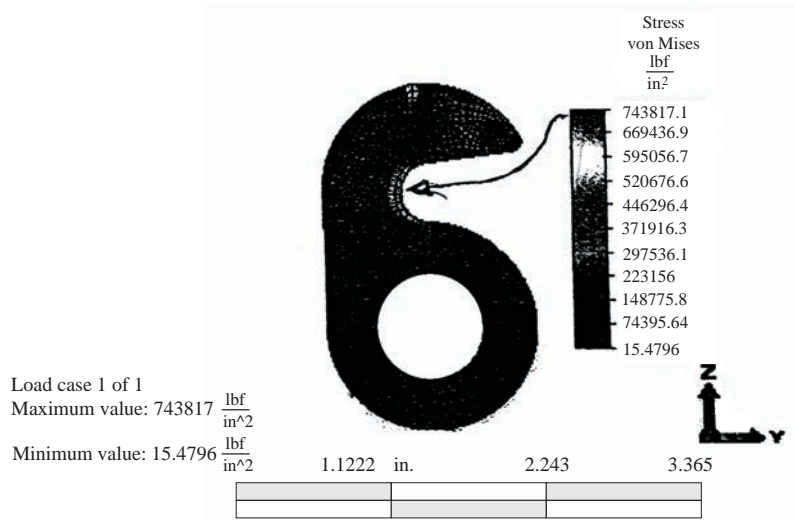 Stress
von Mises
lbf
in.²
743817.1
669436.9
595056.7
520676.6
446296.4
371916.3
297536.1
223156
148775.8
74395.64
15.4796
Z
Y
Load case 1 of 1
Maximum value: 743817 lbf
in^2
Minimum value: 15.4796 lbf
in^2
1.1222 in. 2.243 3.365